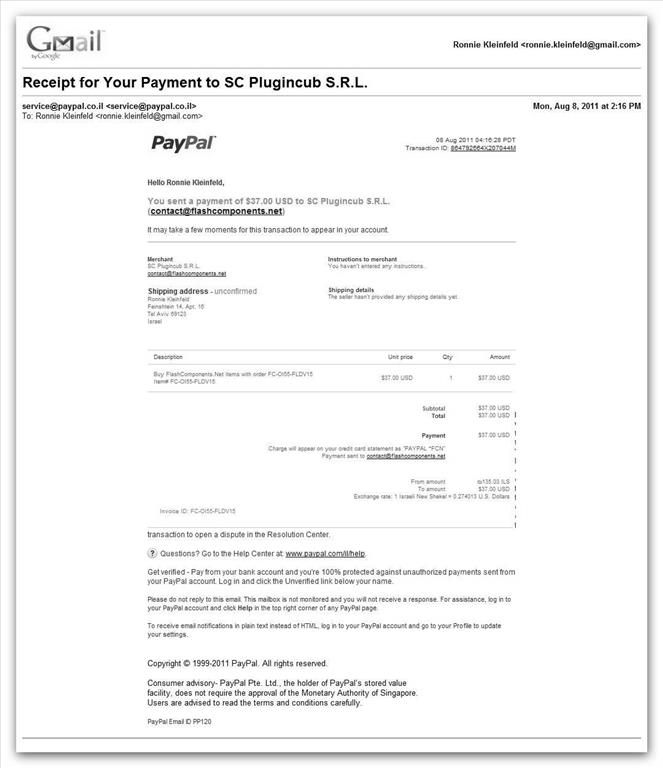 Gmail
by Google
Ronnie Kleinfeld <ronnie.kleinfeld@gmail.com>
Receipt for Your Payment to SC Plugincub S.R.L.
service@paypal.co.il <service@paypal.co.il>
Mon, Aug 8, 2011 at 2:16 PM
To: Ronnie Kleinfeld <ronnie.kleinfeld@gmail.com>
PayPal
08 Aug 2011 04:16:28 PDT
Transaction ID: 864792664X207044M
Hello Ronnie Kleinfeld,
You sent a payment of $37.00 USD to SC Plugincub S.R.L.
(contact@flashcomponents.net)
It may take a few moments for this transaction to appear in your account.
Merchant
SC Plugincub S.R.L.
contact@flashcomponents.net
Instructions to merchant
You haven't entered any instructions.
Shipping address - unconfirmed
Ronnie Kleinfeld
Feinshtein 14, Apt. 16
Tel Aviv 69123
Israel
Shipping details
The seller hasn't provided any shipping details yet.
Description Unit price Qty Amount
Buy FlashComponents.Net items with order FC-OI55-FLDV15
Item# FC-OI55-FLDV15
$37.00 USD 1 $37.00 USD
Subtotal $37.00 USD
Total $37.00 USD
Payment $37.00 USD
Charge will appear on your credit card statement as "PAYPAL *FCN"
Payment sent to contact@flashcomponents.net
From amount ₪135.03 ILS
To amount $37.00 USD
Exchange rate: 1 Israeli New Shekel = 0.274013 U.S. Dollars
Invoice ID: FC-OI55-FLDV15
transaction to open a dispute in the Resolution Center.
? Questions? Go to the Help Center at: www.paypal.com/il/help.
Get verified - Pay from your bank account and you're 100% protected against unauthorized payments sent from
your PayPal account. Log in and click the Unverified link below your name.
Please do not reply to this email. This mailbox is not monitored and you will not receive a response. For assistance, log in to
your PayPal account and click Help in the top right corner of any PayPal page.
To receive email notifications in plain text instead of HTML, log in to your PayPal account and go to your Profile to update
your settings.
Copyright © 1999-2011 PayPal. All rights reserved.
Consumer advisory- PayPal Pte. Ltd., the holder of PayPal's stored value
facility, does not require the approval of the Monetary Authority of Singapore.
Users are advised to read the terms and conditions carefully.
PayPal Email ID PP120